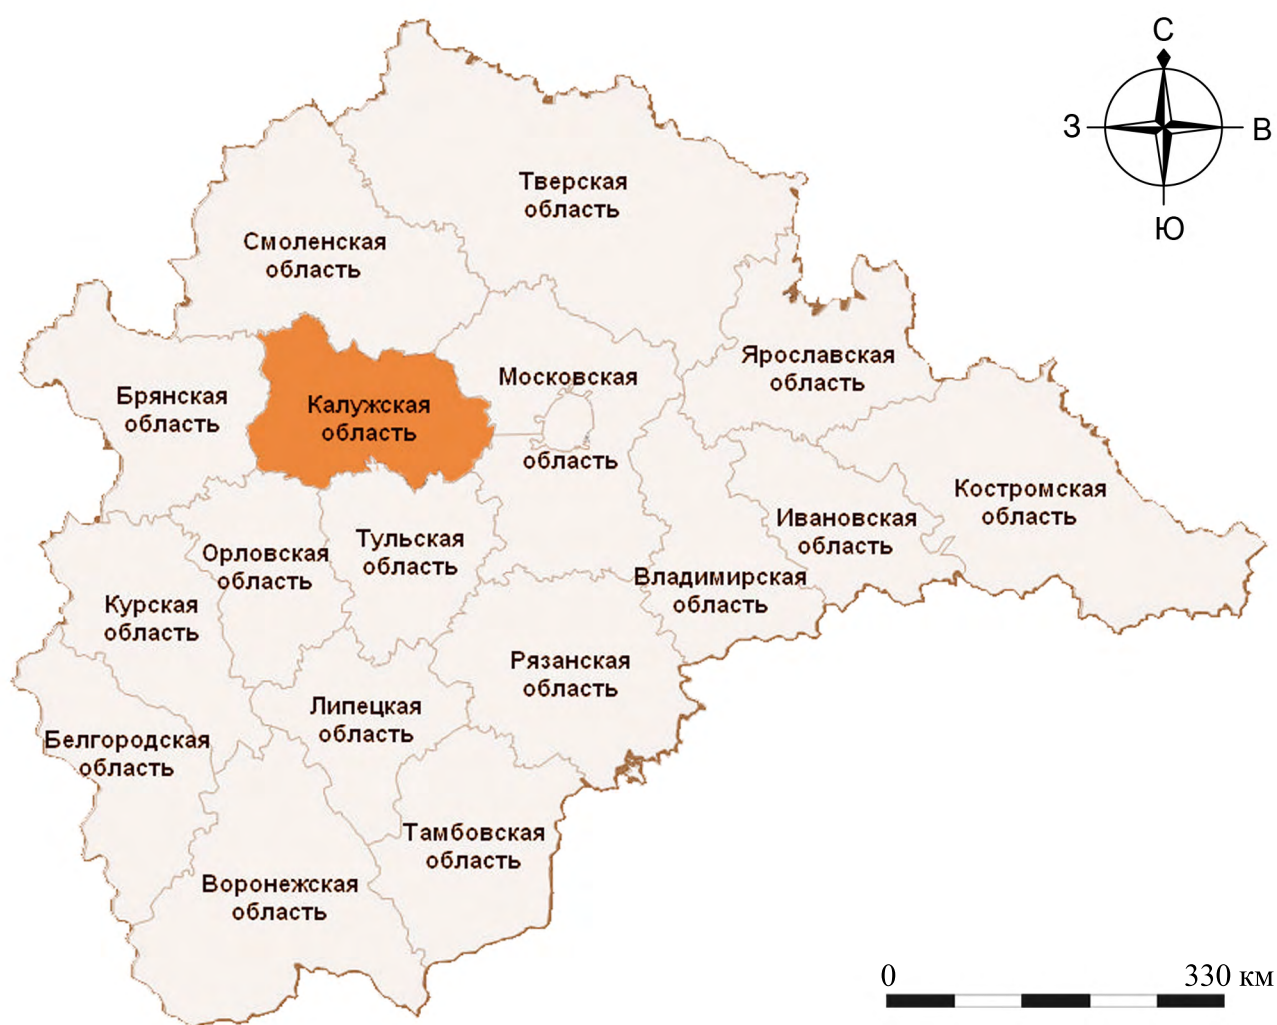 С
З
В
Ю
Тверская
область
Смоленская
область
Ярославская
область
Московская
область
Брянская
область
Калужская
область
Костромская
область
Ивановская
область
Тульская
область
Орловская
область
Владимирская
область
Курская
область
Рязанская
область
Липецкая
область
Белгородская
область
Тамбовская
область
Воронежская
область
0 330 км